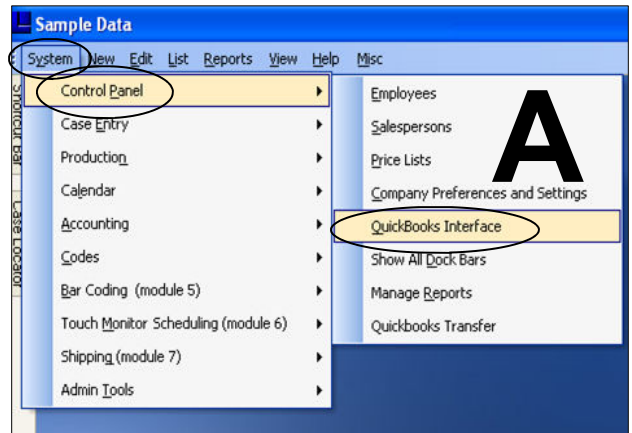 Sample Data
System New Edit List Reports View Help Misc
Shortcut Bar
Case Locator
Control Panel
Case Entry
Production
Calendar
Accounting
Codes
Bar Coding (module 5)
Touch Monitor Scheduling (module 6)
Shipping (module 7)
Admin Tools
Employees
Salespersons
Price Lists
Company Preferences and Settings
QuickBooks Interface
Show All Dock Bars
Manage Reports
Quickbooks Transfer
A